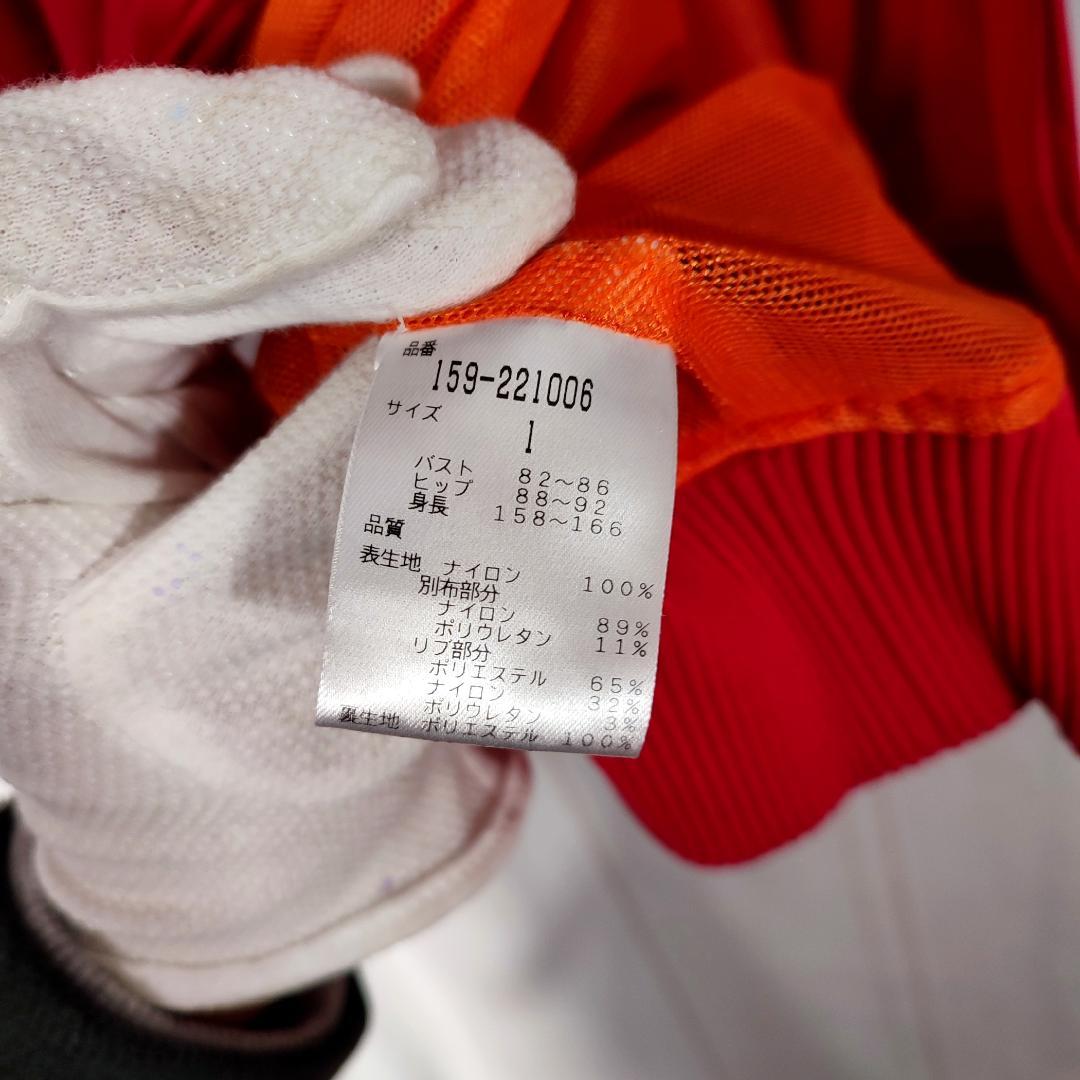 品番
159-221006
サイズ
1
バスト 82～86
ヒップ 88～92
身長 158～166
品質
表生地 ナイロン 100%
別布部分
ナイロン 89%
ポリウレタン 11%
リブ部分
ポリエステル 65%
ナイロン 32%
ポリウレタン 3%
裏生地 ポリエステル 100%